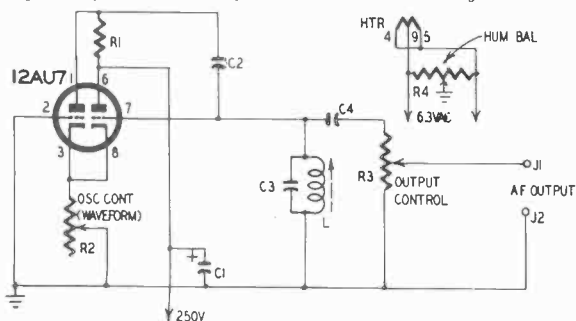 R1
C2
HTR
4 9 5
HUM BAL
R4
6.3VAC
12AU7
1 6
2 7
3 8
OSC CONT
(WAVEFORM)
R2
C4
C3
L
R3
OUTPUT
CONTROL
J1
AF OUTPUT
J2
+
C1
250V